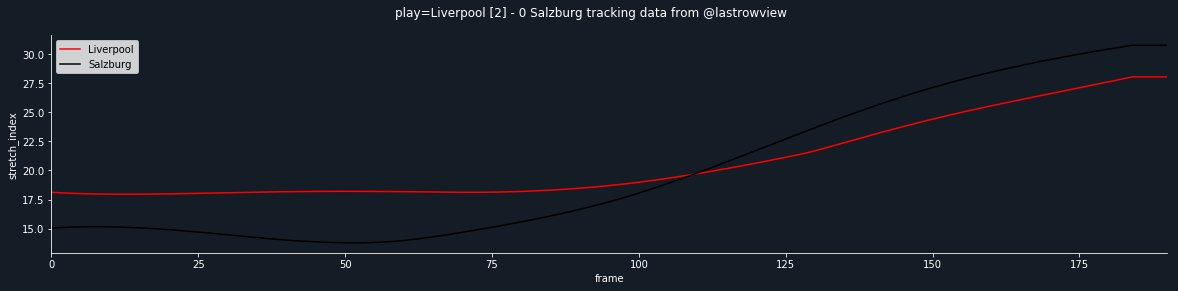 play=Liverpool [2] - 0 Salzburg tracking data from @lastrowview
Liverpool
Salzburg
stretch_index
30.0
27.5
25.0
22.5
20.0
17.5
15.0
0 25 50 75 100 125 150 175
frame